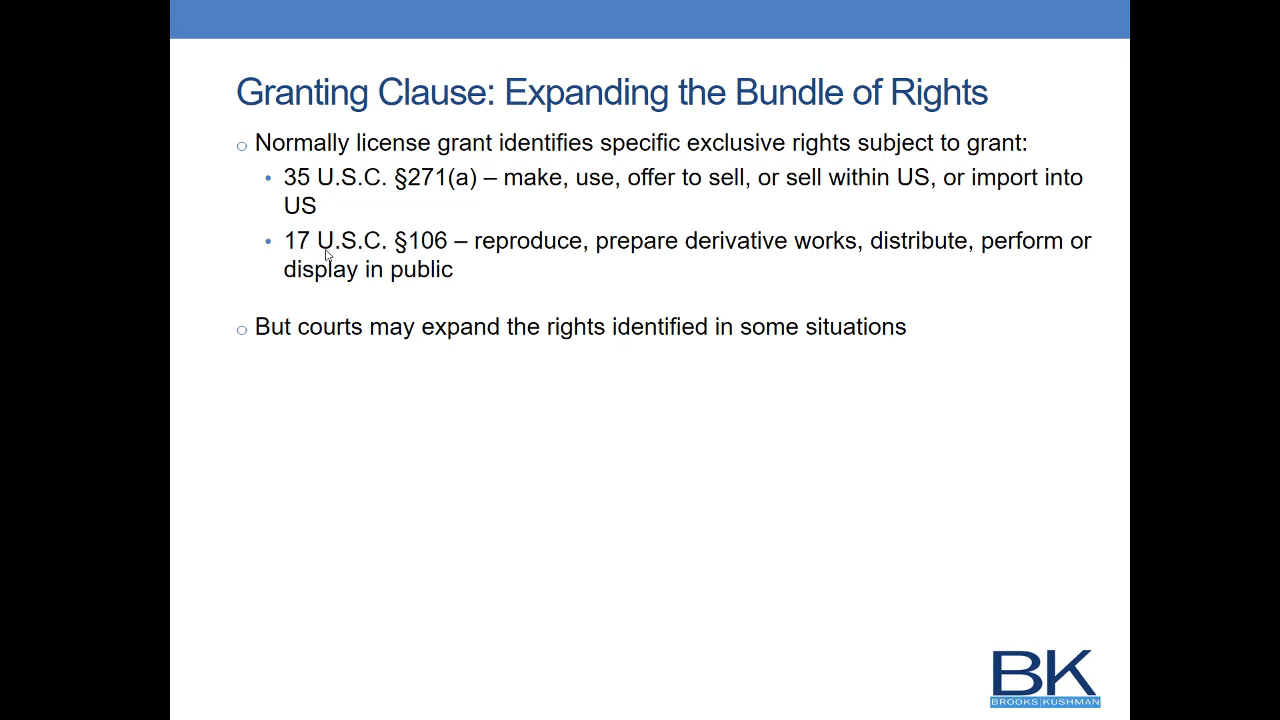 Granting Clause: Expanding the Bundle of Rights
o Normally license grant identifies specific exclusive rights subject to grant:
• 35 U.S.C. §271(a) – make, use, offer to sell, or sell within US, or import into
US
• 17 U.S.C. §106 – reproduce, prepare derivative works, distribute, perform or
display in public
o But courts may expand the rights identified in some situations
BK
BROOKS|KUSHMAN